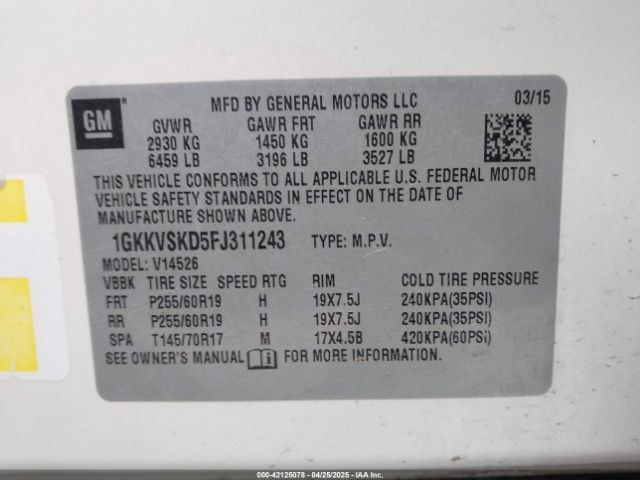 GM
MFD BY GENERAL MOTORS LLC 03/15
GVWR GAWR FRT GAWR RR
2930 KG 1450 KG 1600 KG
6459 LB 3196 LB 3527 LB
THIS VEHICLE CONFORMS TO ALL APPLICABLE U.S. FEDERAL MOTOR
VEHICLE SAFETY STANDARDS IN EFFECT ON THE DATE OF
MANUFACTURE SHOWN ABOVE.
1GKKVSKD5FJ311243 TYPE: M.P.V.
MODEL: V14526
VBBK TIRE SIZE SPEED RTG RIM COLD TIRE PRESSURE
FRT P255/60R19 H 19X7.5J 240KPA(35PSI)
RR P255/60R19 H 19X7.5J 240KPA(35PSI)
SPA T145/70R17 M 17X4.5B 420KPA(60PSI)
SEE OWNER'S MANUAL FOR MORE INFORMATION.
000-42125078 - 04/25/2025 - IAAI.COM